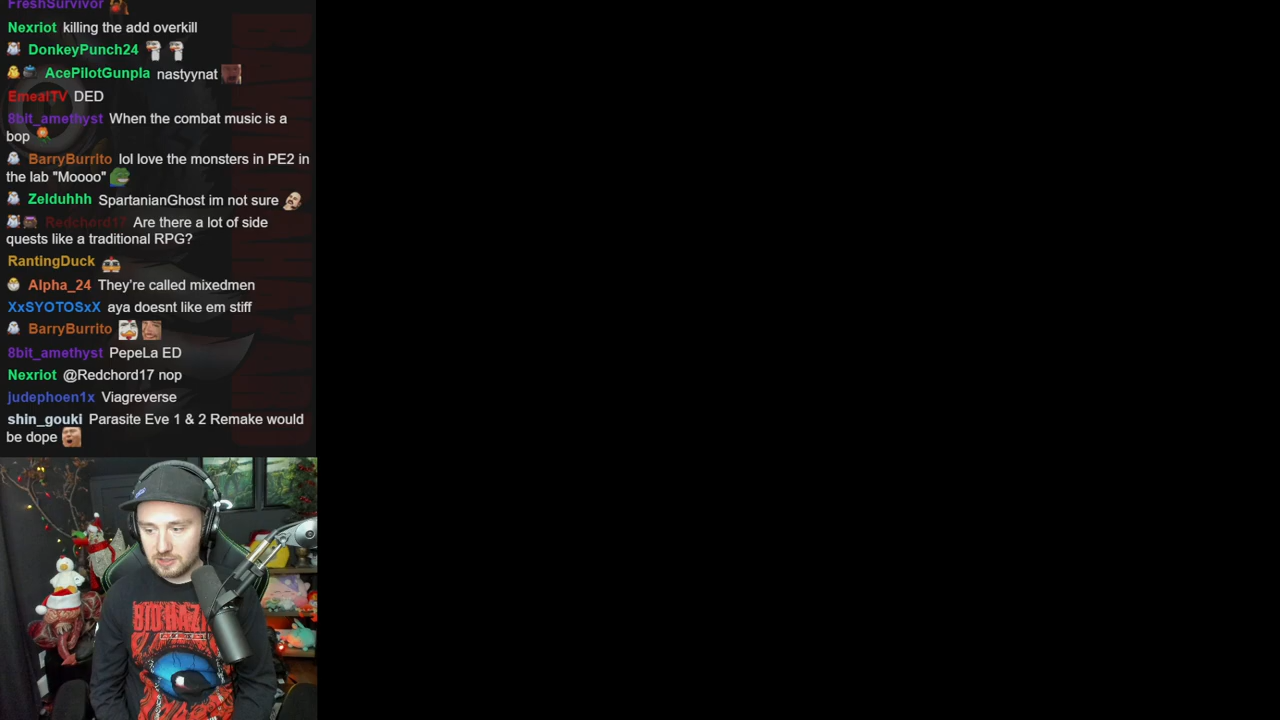 FreshSurvivor
Nexriot killing the add overkill
DonkeyPunch24
AcePilotGunpla nastyynat
EmealTV DED
8bit_amethyst When the combat music is a
bop
BarryBurrito lol love the monsters in PE2 in
the lab "Moooo"
Zelduhhh SpartanianGhost im not sure
Redchord17 Are there a lot of side
quests like a traditional RPG?
RantingDuck
Alpha_24 They're called mixedmen
XxSYOTOSxX aya doesnt like em stiff
BarryBurrito
8bit_amethyst PepeLa ED
Nexriot @Redchord17 nop
judephoen1x Viagreverse
shin_gouki Parasite Eve 1 & 2 Remake would
be dope